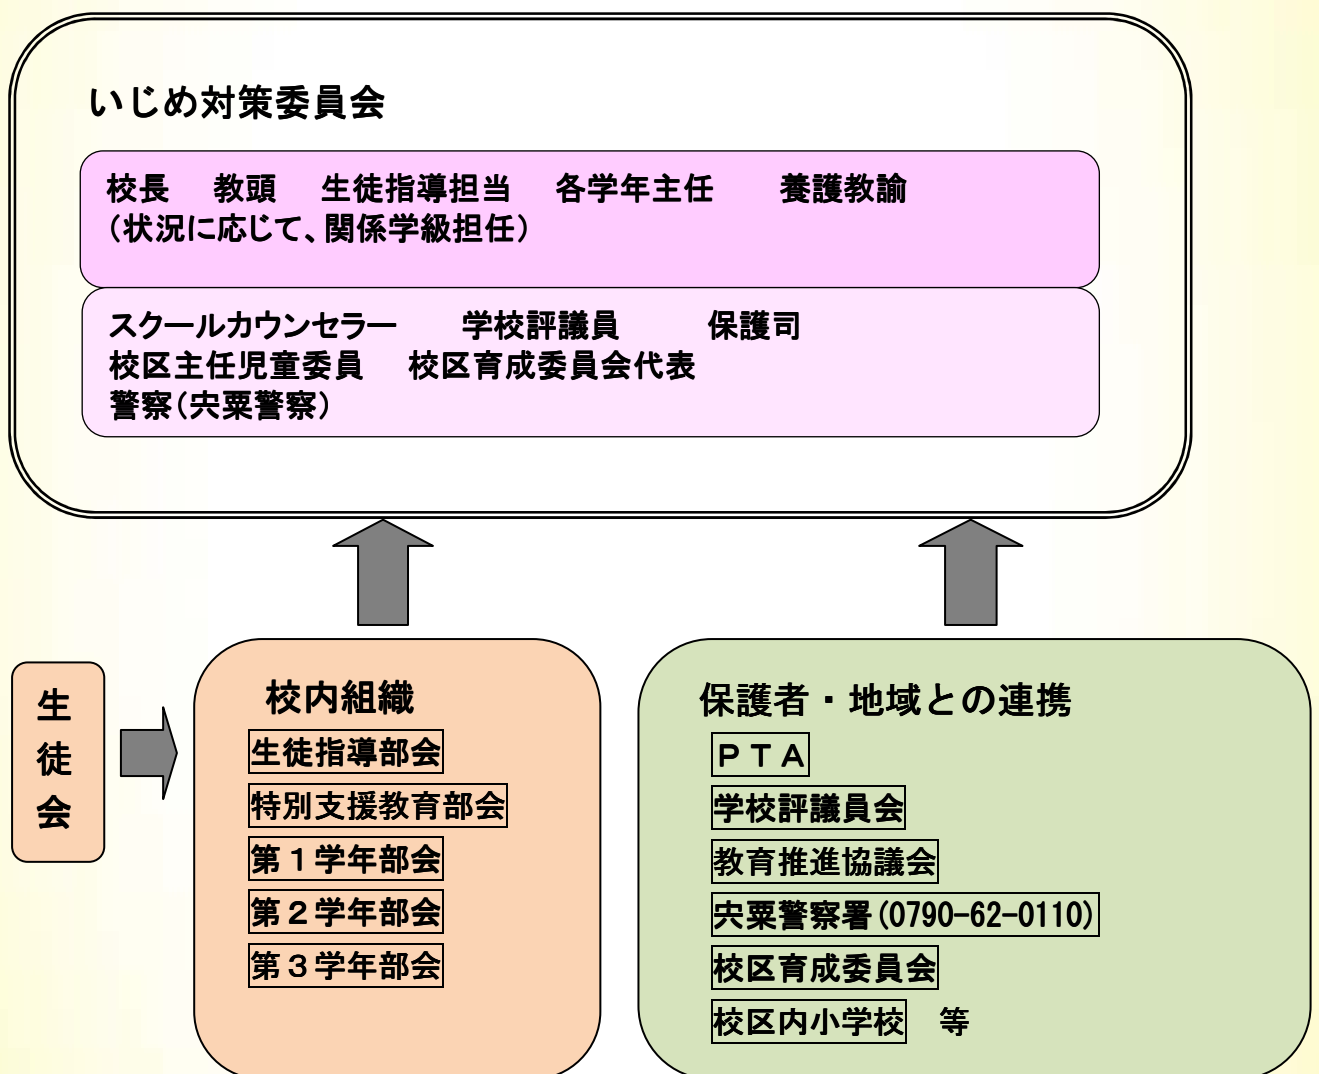 いじめ対策委員会
校長　教頭　生徒指導担当　各学年主任　　養護教諭
（状況に応じて、関係学級担任）
スクールカウンセラー　　学校評議員　　保護司
校区主任児童委員　校区育成委員会代表
警察（宍粟警察）
生徒会
校内組織
生徒指導部会
特別支援教育部会
第１学年部会
第２学年部会
第３学年部会
保護者・地域との連携
ＰＴＡ
学校評議員会
教育推進協議会
宍粟警察署(0790-62-0110)
校区育成委員会
校区内小学校　等